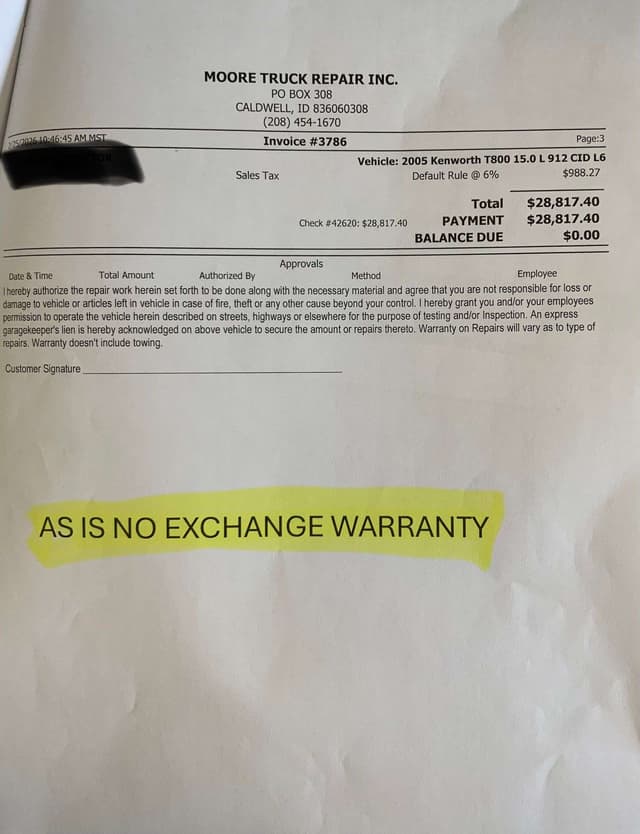 MOORE TRUCK REPAIR INC.
PO BOX 308
CALDWELL, ID 836060308
(208) 454-1670
10:46:45 AM MST
Invoice #3786
Page:3
Vehicle: 2005 Kenworth T800 15.0 L 912 CID L6
Sales Tax Default Rule @ 6% $988.27
Total $28,817.40
Check #42620: $28,817.40 PAYMENT $28,817.40
BALANCE DUE $0.00
Approvals
Date & Time Total Amount Authorized By Method Employee
I hereby authorize the repair work herein set forth to be done along with the necessary material and agree that you are not responsible for loss or
damage to vehicle or articles left in vehicle in case of fire, theft or any other cause beyond your control. I hereby grant you and/or your employees
permission to operate the vehicle herein described on streets, highways or elsewhere for the purpose of testing and/or Inspection. An express
garagekeeper's lien is hereby acknowledged on above vehicle to secure the amount or repairs thereto. Warranty on Repairs will vary as to type of
repairs. Warranty doesn't include towing.
Customer Signature
AS IS NO EXCHANGE WARRANTY